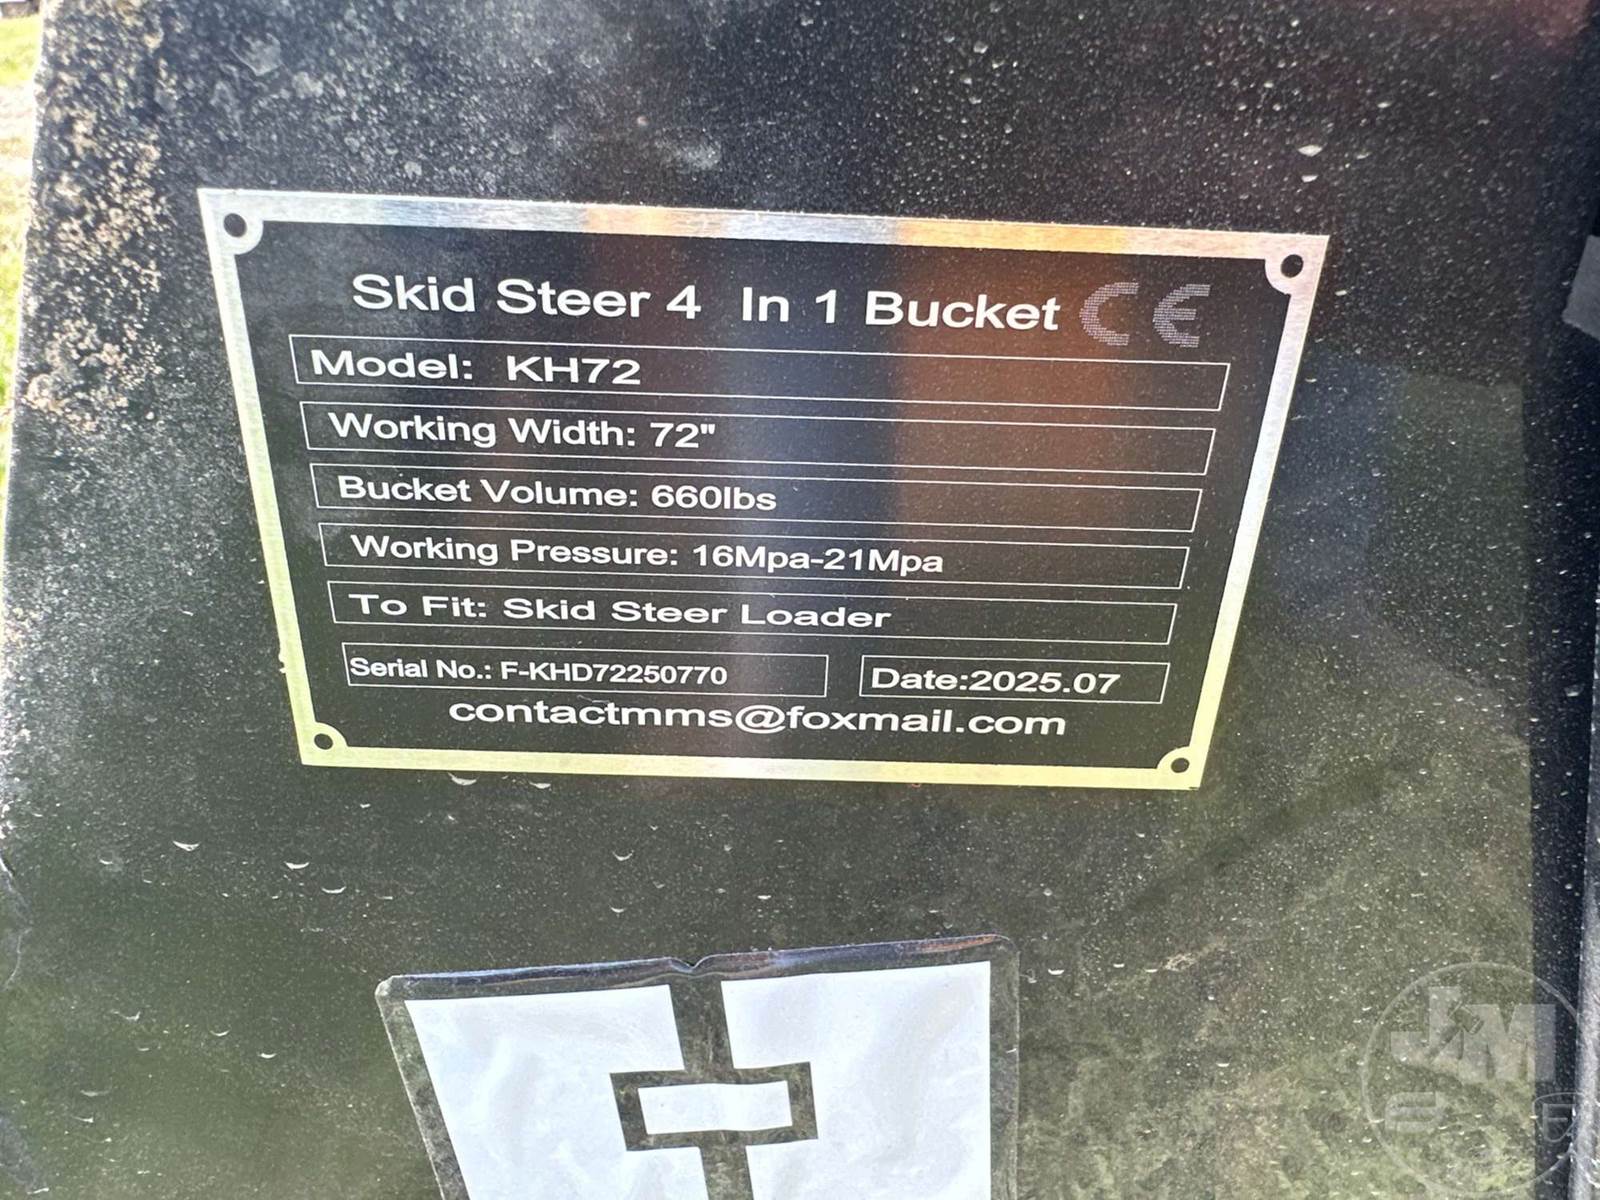 Skid Steer 4 In 1 Bucket CE
Model: KH72
Working Width: 72"
Bucket Volume: 660lbs
Working Pressure: 16Mpa-21Mpa
To Fit: Skid Steer Loader
Serial No.: F-KHD72250770 Date:2025.07
contactmms@foxmail.com
J&M